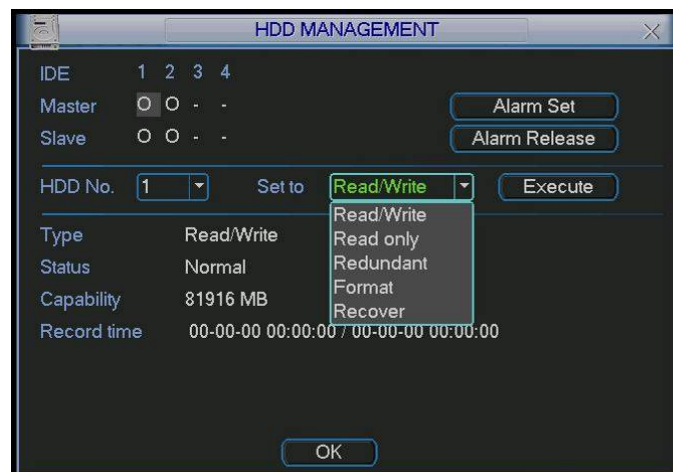 HDD MANAGEMENT
IDE 1 2 3 4
Master O O - -
Alarm Set
Slave O O - -
Alarm Release
HDD No. 1 Set to Read/Write Execute
Read/Write
Read only
Redundant
Format
Recover
Type Read/Write
Status Normal
Capability 81916 MB
Record time 00-00-00 00:00:00 / 00-00-00 00:00:00
OK